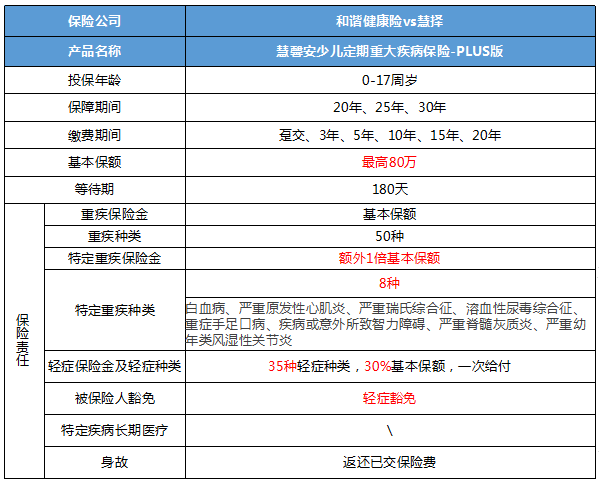 保险公司 和谐健康险vs慧择
产品名称 慧馨安少儿定期重大疾病保险-PLUS版
投保年龄 0-17周岁
保障期间 20年、25年、30年
缴费期间 趸交、3年、5年、10年、15年、20年
基本保额 最高80万
等待期 180天
保险责任
重疾保险金 基本保额
重疾种类 50种
特定重疾保险金 额外1倍基本保额
特定重疾种类 8种
白血病、严重原发性心肌炎、严重瑞氏综合征、溶血性尿毒综合征、
重症手足口病、疾病或意外所致智力障碍、严重脊髓灰质炎、严重幼
年类风湿性关节炎
轻症保险金及轻症种类 35种轻症种类，30%基本保额，一次给付
被保险人豁免 轻症豁免
特定疾病长期医疗 \
身故 返还已交保险费